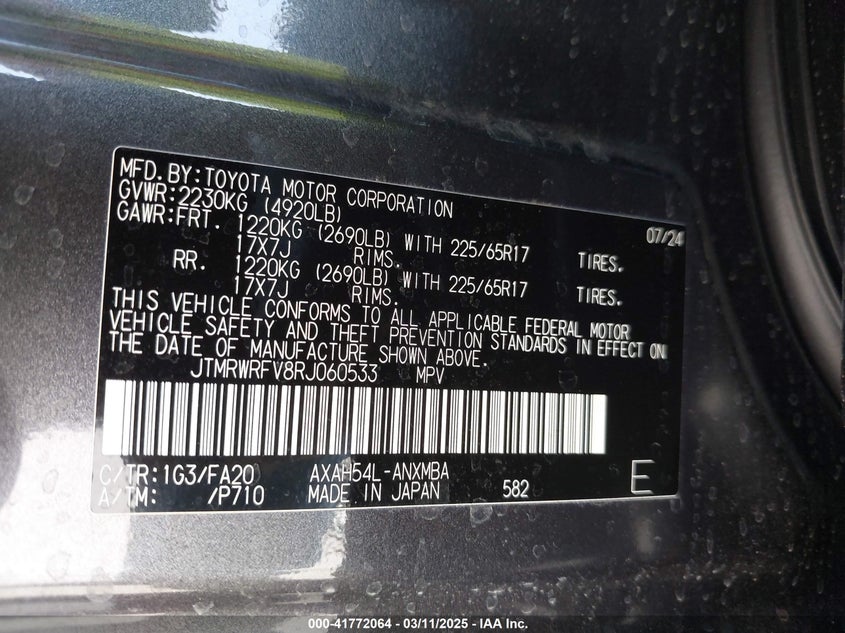 MFD.BY:TOYOTA MOTOR CORPORATION
GVWR:2230KG (4920LB) 07/24
GAWR:FRT. 1220KG (2690LB) WITH 225/65R17 TIRES.
17X7J RIMS.
RR. 1220KG (2690LB) WITH 225/65R17 TIRES.
17X7J RIMS.
THIS VEHICLE CONFORMS TO ALL APPLICABLE FEDERAL MOTOR
VEHICLE SAFETY AND THEFT PREVENTION STANDARDS IN EFFECT ON
THE DATE OF MANUFACTURE SHOWN ABOVE.
JTMRWRFV8RJ060533 MPV
C/TR:1G3/FA20 AXAH54L-ANXMBA
A/TM: /P710 MADE IN JAPAN 582 E
000-41772064 - 03/11/2025 - IAA Inc.